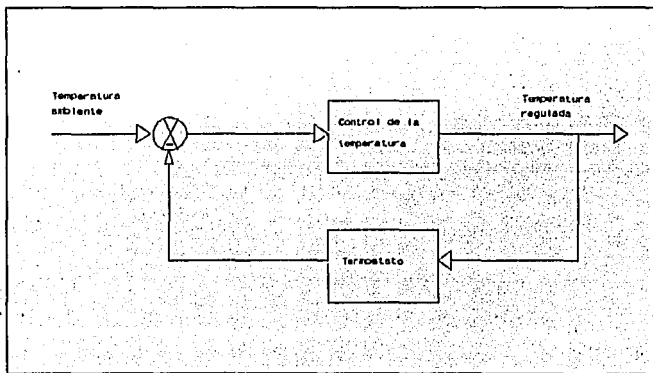 Temperatura
ambiente
Control de la
temperatura
Temperatura
regulada
Termostato